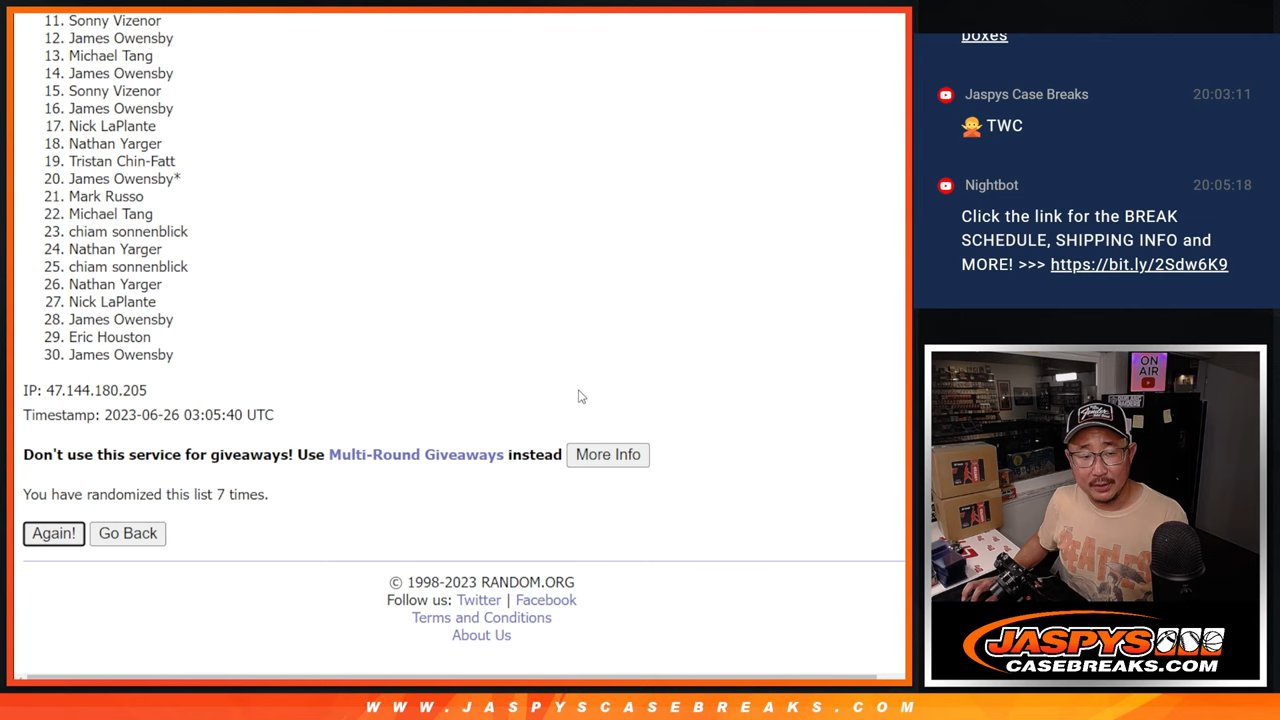 11. Sonny Vizenor
12. James Owensby
13. Michael Tang
14. James Owensby
15. Sonny Vizenor
16. James Owensby
17. Nick LaPlante
18. Nathan Yarger
19. Tristan Chin-Fatt
20. James Owensby*
21. Mark Russo
22. Michael Tang
23. chiam sonnenblick
24. Nathan Yarger
25. chiam sonnenblick
26. Nathan Yarger
27. Nick LaPlante
28. James Owensby
29. Eric Houston
30. James Owensby
IP: 47.144.180.205
Timestamp: 2023-06-26 03:05:40 UTC
Don't use this service for giveaways! Use Multi-Round Giveaways instead More Info
You have randomized this list 7 times.
Again! Go Back
© 1998-2023 RANDOM.ORG
Follow us: Twitter | Facebook
Terms and Conditions
About Us
boxes
Jaspys Case Breaks 20:03:11
🙅 TWC
Nightbot 20:05:18
Click the link for the BREAK
SCHEDULE, SHIPPING INFO and
MORE! >>> https://bit.ly/2Sdw6K9
ON
AIR
Fender
BEATLES
JASPYS
CASEBREAKS.COM
WWW.JASPYSCASEBREAKS.COM